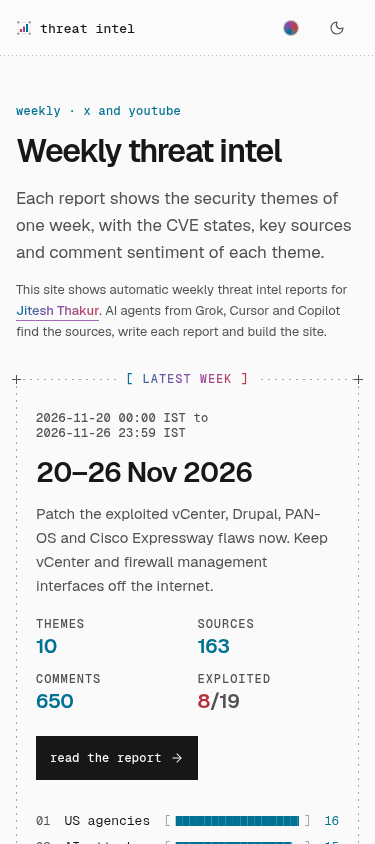 threat intel
weekly · x and youtube
Weekly threat intel
Each report shows the security themes of
one week, with the CVE states, key sources
and comment sentiment of each theme.
This site shows automatic weekly threat intel reports for
Jitesh Thakur. AI agents from Grok, Cursor and Copilot
find the sources, write each report and build the site.
[ LATEST WEEK ]
2026-11-20 00:00 IST to
2026-11-26 23:59 IST
20–26 Nov 2026
Patch the exploited vCenter, Drupal, PAN-
OS and Cisco Expressway flaws now. Keep
vCenter and firewall management
interfaces off the internet.
THEMES SOURCES
10 163
COMMENTS EXPLOITED
650 8/19
read the report →
01 US agencies [ ] 16